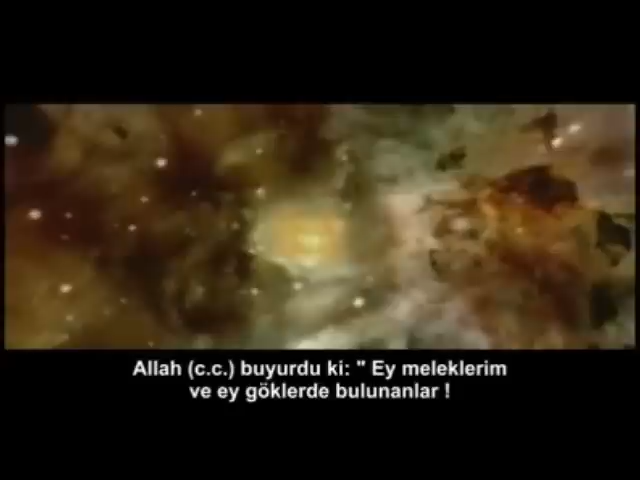 Allah (c.c.) buyurdu ki: " Ey meleklerim
ve ey göklerde bulunanlar !